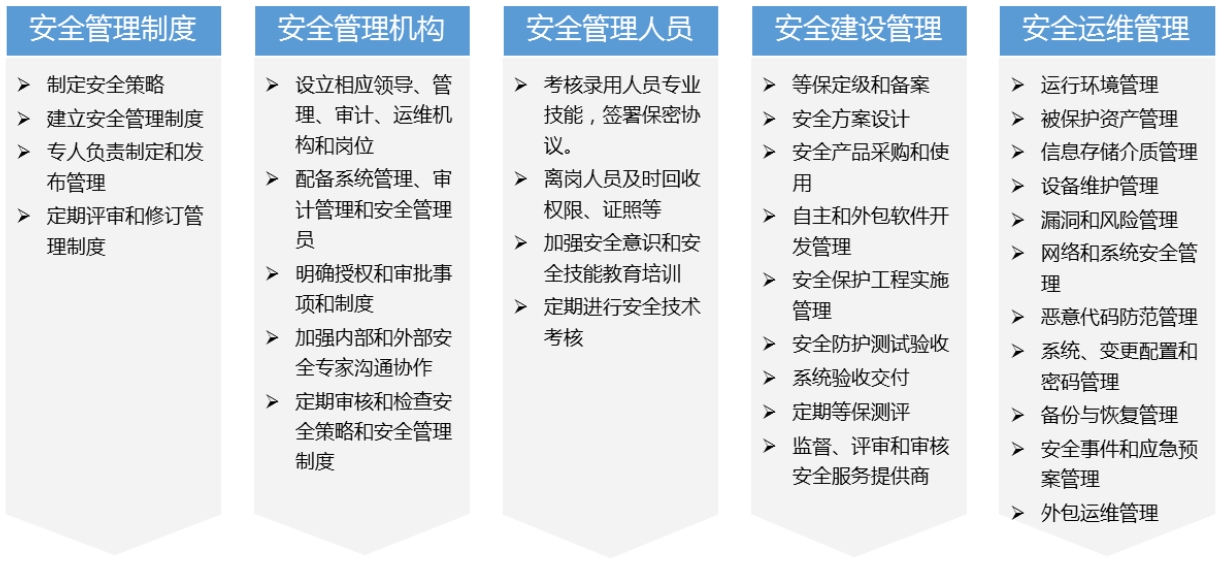 安全管理制度
➢ 制定安全策略
➢ 建立安全管理制度
➢ 专人负责制定和发
布管理
➢ 定期评审和修订管
理制度
安全管理机构
➢ 设立相应领导、管
理、审计、运维机
构和岗位
➢ 配备系统管理、审
计管理和安全管理
员
➢ 明确授权和审批事
项和制度
➢ 加强内部和外部安
全专家沟通协作
➢ 定期审核和检查安
全策略和安全管理
制度
安全管理人员
➢ 考核录用人员专业
技能，签署保密协
议。
➢ 离岗人员及时回收
权限、证照等
➢ 加强安全意识和安
全技能教育培训
➢ 定期进行安全技术
考核
安全建设管理
➢ 等保定级和备案
➢ 安全方案设计
➢ 安全产品采购和使
用
➢ 自主和外包软件开
发管理
➢ 安全保护工程实施
管理
➢ 安全防护测试验收
➢ 系统验收交付
➢ 定期等保测评
➢ 监督、评审和审核
安全服务提供商
安全运维管理
➢ 运行环境管理
➢ 被保护资产管理
➢ 信息存储介质管理
➢ 设备维护管理
➢ 漏洞和风险管理
➢ 网络和系统安全管
理
➢ 恶意代码防范管理
➢ 系统、变更配置和
密码管理
➢ 备份与恢复管理
➢ 安全事件和应急预
案管理
➢ 外包运维管理